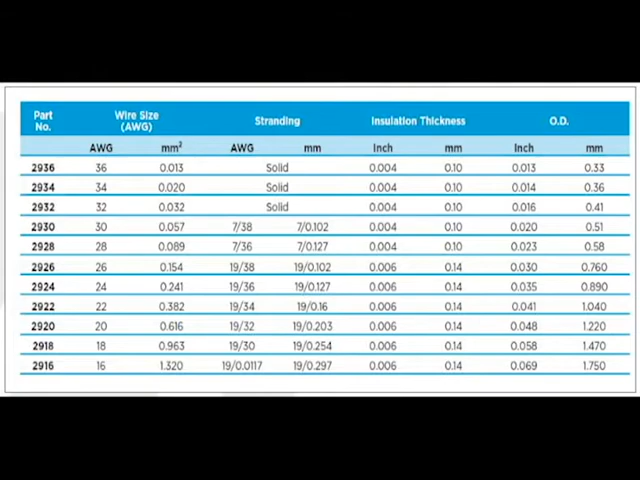 Part No. Wire Size (AWG) Stranding Insulation Thickness O.D.
AWG mm² AWG mm Inch mm Inch mm
2936 36 0.013 Solid 0.004 0.10 0.013 0.33
2934 34 0.020 Solid 0.004 0.10 0.014 0.36
2932 32 0.032 Solid 0.004 0.10 0.016 0.41
2930 30 0.057 7/38 7/0.102 0.004 0.10 0.020 0.51
2928 28 0.089 7/36 7/0.127 0.004 0.10 0.023 0.58
2926 26 0.154 19/38 19/0.102 0.006 0.14 0.030 0.760
2924 24 0.241 19/36 19/0.127 0.006 0.14 0.035 0.890
2922 22 0.382 19/34 19/0.16 0.006 0.14 0.041 1.040
2920 20 0.616 19/32 19/0.203 0.006 0.14 0.048 1.220
2918 18 0.963 19/30 19/0.254 0.006 0.14 0.058 1.470
2916 16 1.320 19/0.0117 19/0.297 0.006 0.14 0.069 1.750